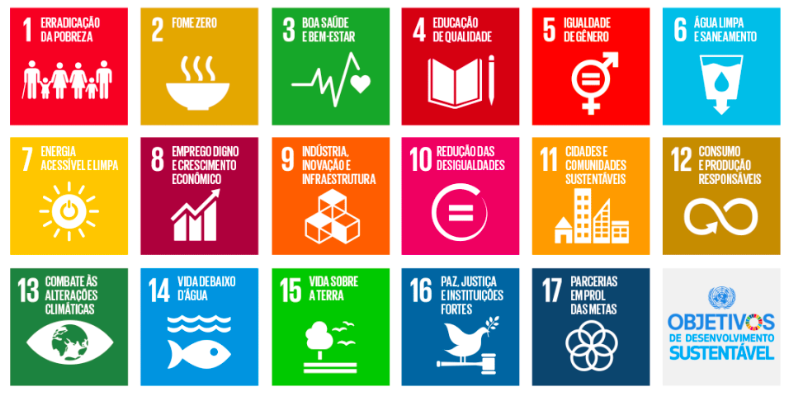 1 ERRADICAÇÃO
DA POBREZA
2 FOME ZERO
3 BOA SAÚDE
E BEM-ESTAR
4 EDUCAÇÃO
DE QUALIDADE
5 IGUALDADE
DE GÊNERO
6 ÁGUA LIMPA
E SANEAMENTO
7 ENERGIA
ACESSÍVEL E LIMPA
8 EMPREGO DIGNO
E CRESCIMENTO
ECONÔMICO
9 INDÚSTRIA,
INOVAÇÃO E
INFRAESTRUTURA
10 REDUÇÃO DAS
DESIGUALDADES
11 CIDADES E
COMUNIDADES
SUSTENTÁVEIS
12 CONSUMO
E PRODUÇÃO
RESPONSÁVEIS
13 COMBATE ÀS
ALTERAÇÕES
CLIMÁTICAS
14 VIDA DEBAIXO
D'ÁGUA
15 VIDA SOBRE
A TERRA
16 PAZ, JUSTIÇA
E INSTITUIÇÕES
FORTES
17 PARCERIAS
EM PROL
DAS METAS
OBJETIVOS
DE DESENVOLVIMENTO
SUSTENTÁVEL